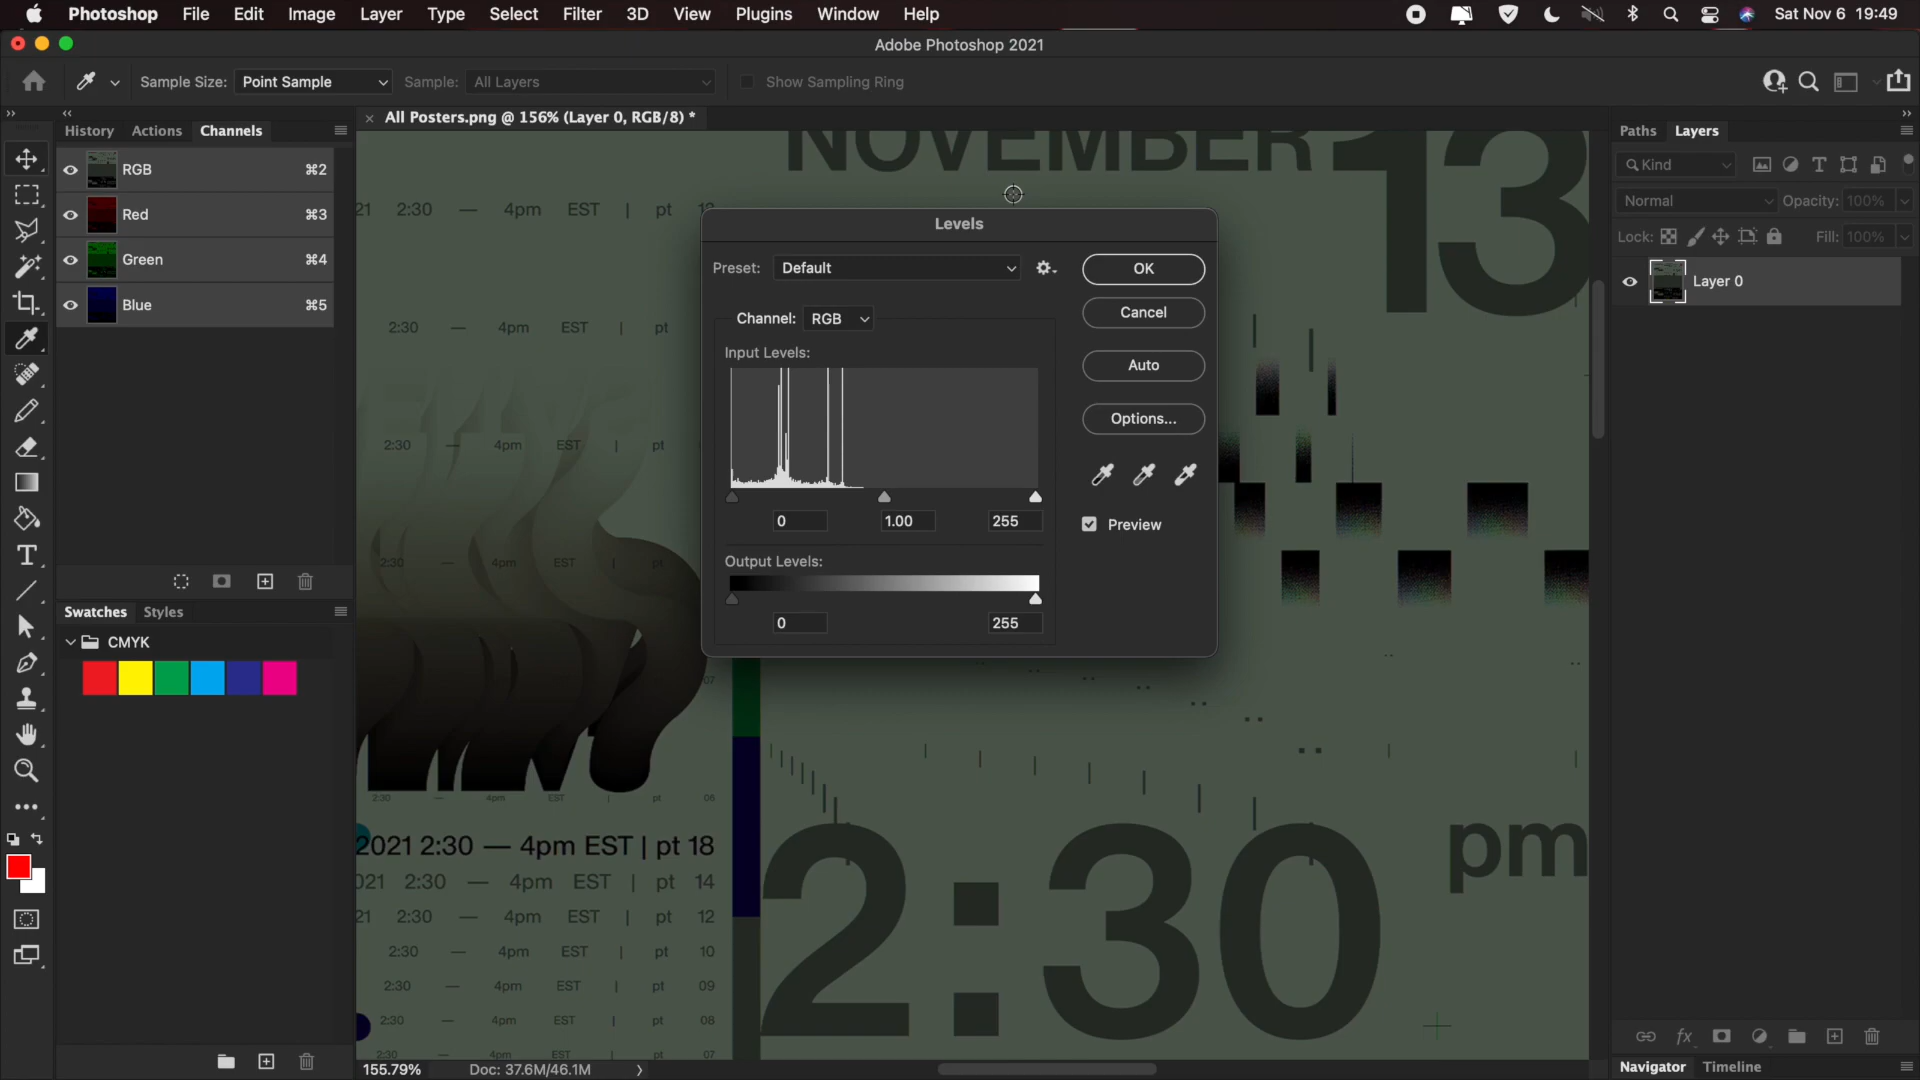 Photoshop File Edit Image Layer Type Select Filter 3D View Plugins Window Help Sat Nov 6 19:49
Adobe Photoshop 2021
Sample Size: Point Sample Sample: All Layers Show Sampling Ring
History Actions Channels
All Posters.png @ 156% (Layer 0, RGB/8) *
Paths Layers
RGB ⌘2
Red ⌘3
Green ⌘4
Blue ⌘5
Swatches Styles
CMYK
NOVEMBER 13
21 2:30 — 4pm EST | pt
2:30 — 4pm EST | pt
2:30 — 4pm EST | pt
2:30 — 4pm EST | pt
07
2:30 — 4pm EST | pt 06
2021 2:30 — 4pm EST | pt 18
021 2:30 — 4pm EST | pt 14
21 2:30 — 4pm EST | pt 12
2:30 — 4pm EST | pt 10
2:30 — 4pm EST | pt 09
2:30 — 4pm EST | pt 08
2:30 — 4pm EST | pt 07
2:30 pm
Levels
Preset: Default
OK
Channel: RGB
Cancel
Input Levels:
Auto
Options...
0 1.00 255
Preview
Output Levels:
0 255
Kind
Normal Opacity: 100%
Lock: Fill: 100%
Layer 0
fx
155.79% Doc: 37.6M/46.1M
Navigator Timeline